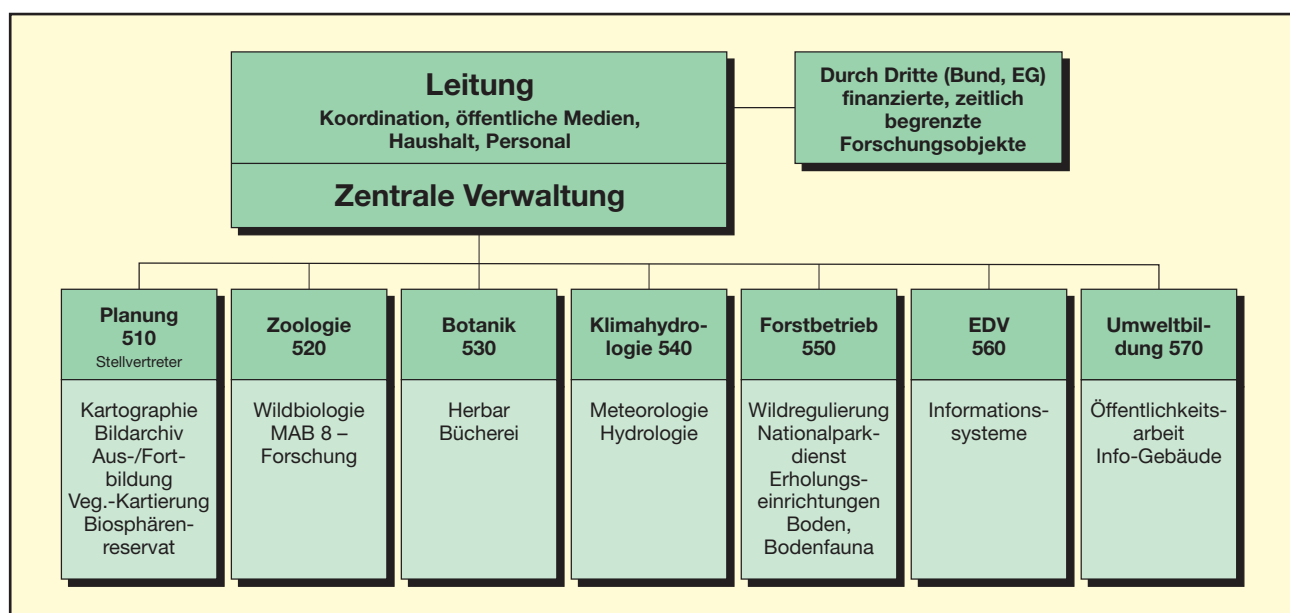 Leitung
Koordination, öffentliche Medien,
Haushalt, Personal
Zentrale Verwaltung
Durch Dritte (Bund, EG)
finanzierte, zeitlich
begrenzte
Forschungsobjekte
Planung
510
Stellvertreter
Kartographie
Bildarchiv
Aus-/Fort-
bildung
Veg.-Kartierung
Biosphären-
reservat
Zoologie
520
Wildbiologie
MAB 8 –
Forschung
Botanik
530
Herbar
Bücherei
Klimahydro-
logie 540
Meteorologie
Hydrologie
Forstbetrieb
550
Wildregulierung
Nationalpark-
dienst
Erholungs-
einrichtungen
Boden,
Bodenfauna
EDV
560
Informations-
systeme
Umweltbil-
dung 570
Öffentlichkeits-
arbeit
Info-Gebäude